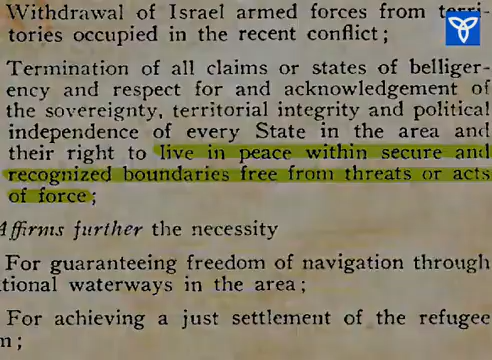 Withdrawal of Israel armed forces from terri-
tories occupied in the recent conflict;
Termination of all claims or states of belliger-
ency and respect for and acknowledgement of
the sovereignty, territorial integrity and political
independence of every State in the area and
their right to live in peace within secure and
recognized boundaries free from threats or acts
of force;
Affirms further the necessity
For guaranteeing freedom of navigation through
tional waterways in the area;
For achieving a just settlement of the refugee
n;